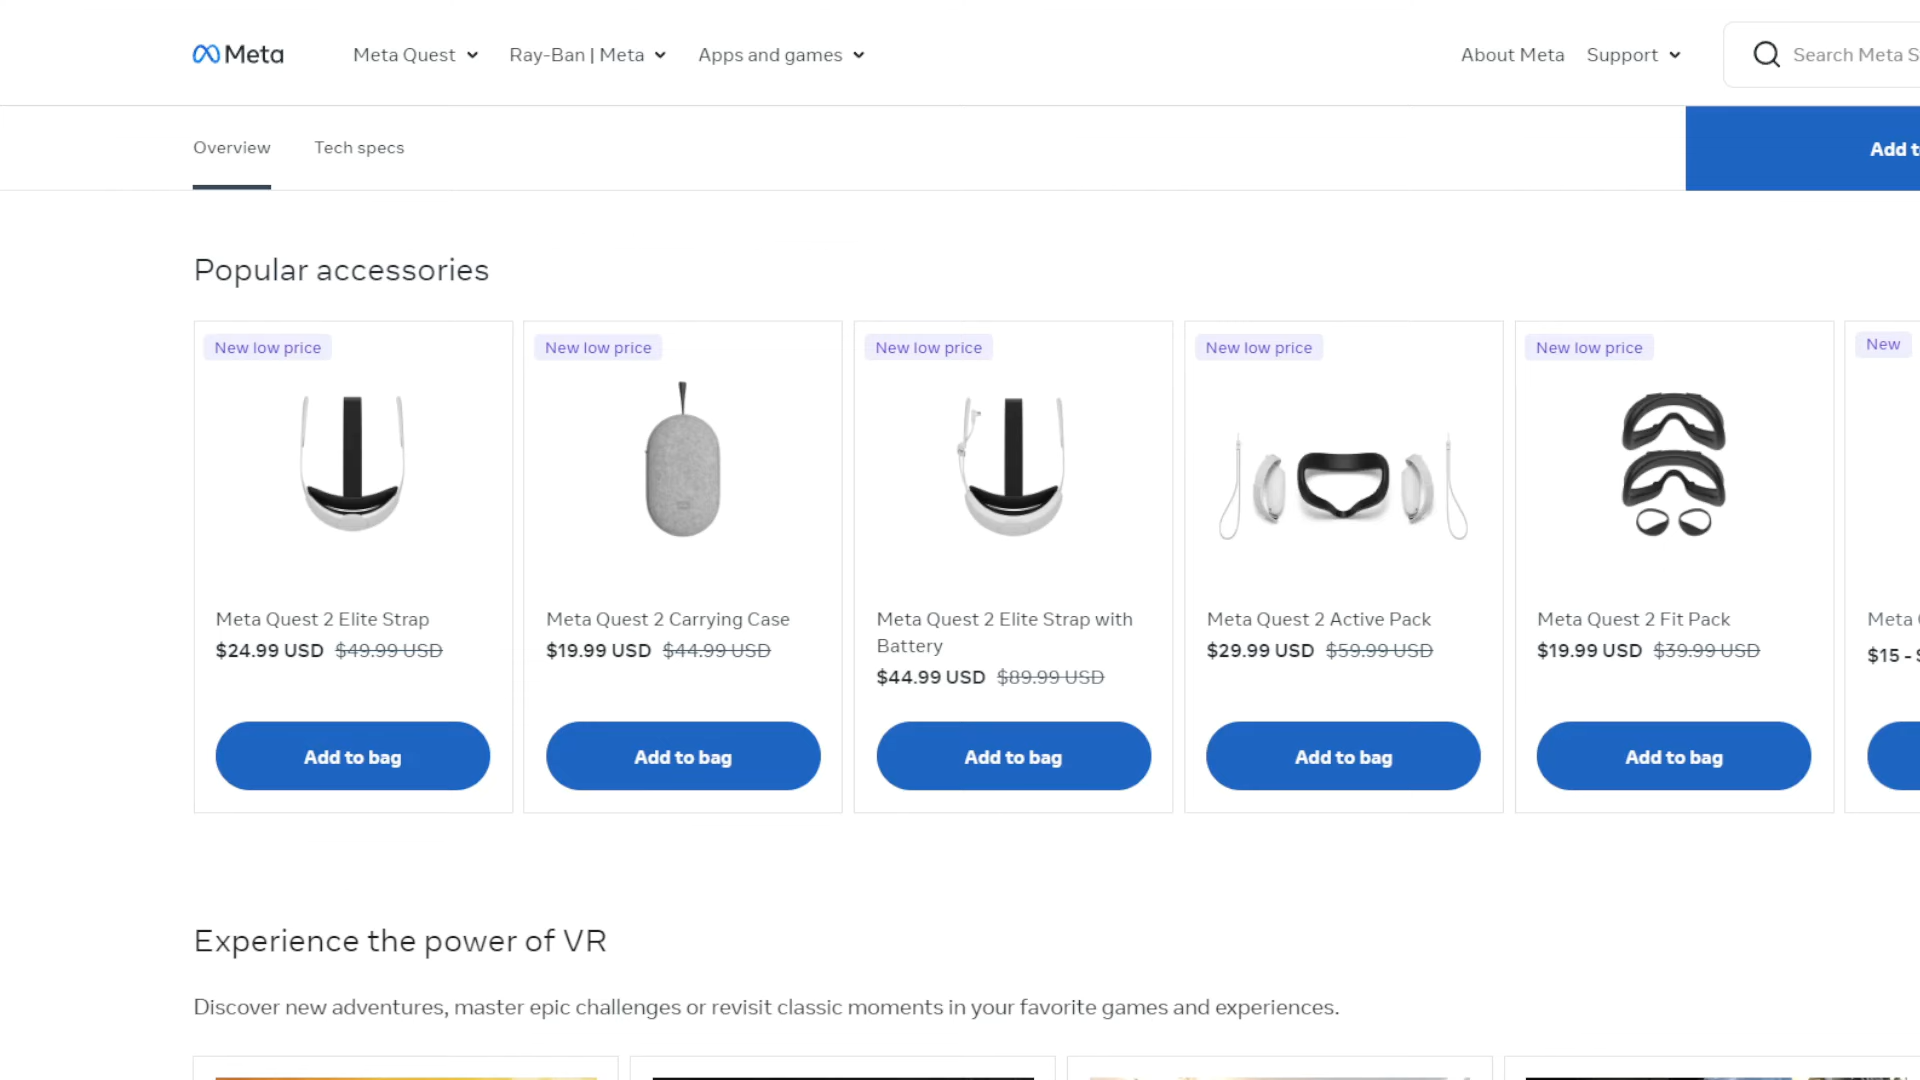 Meta
Meta Quest
Ray-Ban | Meta
Apps and games
About Meta
Support
Search Meta S
Overview
Tech specs
Add t
Popular accessories
New low price
New low price
New low price
New low price
New low price
New
Meta Quest 2 Elite Strap
$24.99 USD $49.99 USD
Add to bag
Meta Quest 2 Carrying Case
$19.99 USD $44.99 USD
Add to bag
Meta Quest 2 Elite Strap with
Battery
$44.99 USD $89.99 USD
Add to bag
Meta Quest 2 Active Pack
$29.99 USD $59.99 USD
Add to bag
Meta Quest 2 Fit Pack
$19.99 USD $39.99 USD
Add to bag
Meta
$15 -
Experience the power of VR
Discover new adventures, master epic challenges or revisit classic moments in your favorite games and experiences.